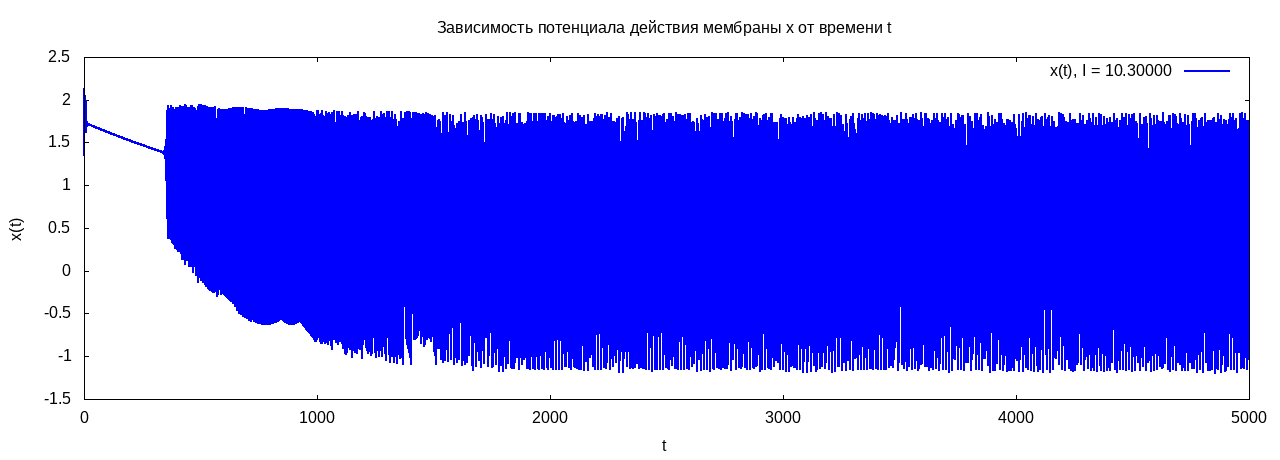 Зависимость потенциала действия мембраны x от времени t
x(t), I = 10.30000
2.5
2
1.5
1
0.5
0
-0.5
-1
-1.5
x(t)
0 1000 2000 3000 4000 5000
t